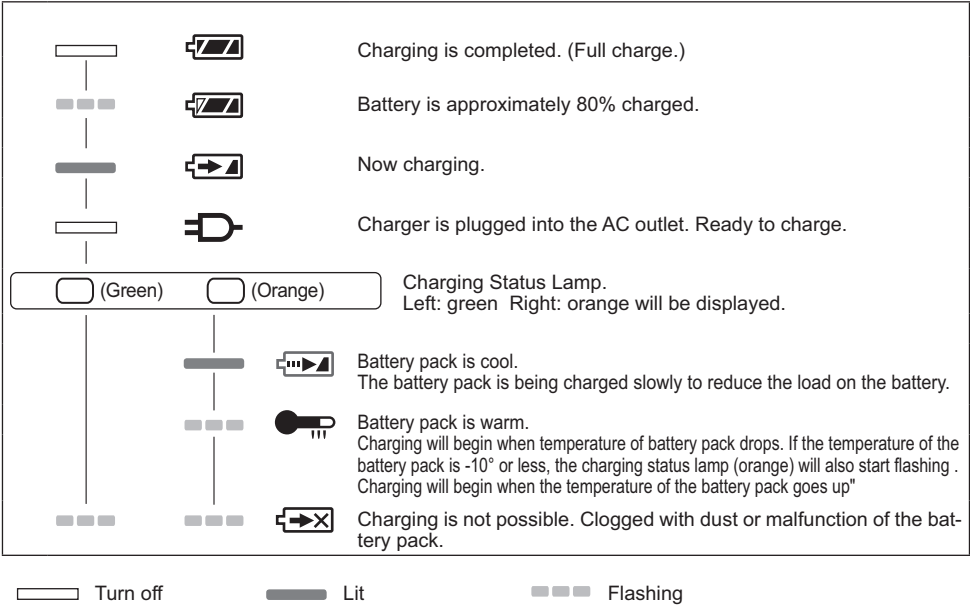 Charging is completed. (Full charge.)
Battery is approximately 80% charged.
Now charging.
Charger is plugged into the AC outlet. Ready to charge.
(Green) (Orange)
Charging Status Lamp.
Left: green Right: orange will be displayed.
Battery pack is cool.
The battery pack is being charged slowly to reduce the load on the battery.
Battery pack is warm.
Charging will begin when temperature of battery pack drops. If the temperature of the
battery pack is -10° or less, the charging status lamp (orange) will also start flashing .
Charging will begin when the temperature of the battery pack goes up"
Charging is not possible. Clogged with dust or malfunction of the bat-
tery pack.
Turn off Lit Flashing